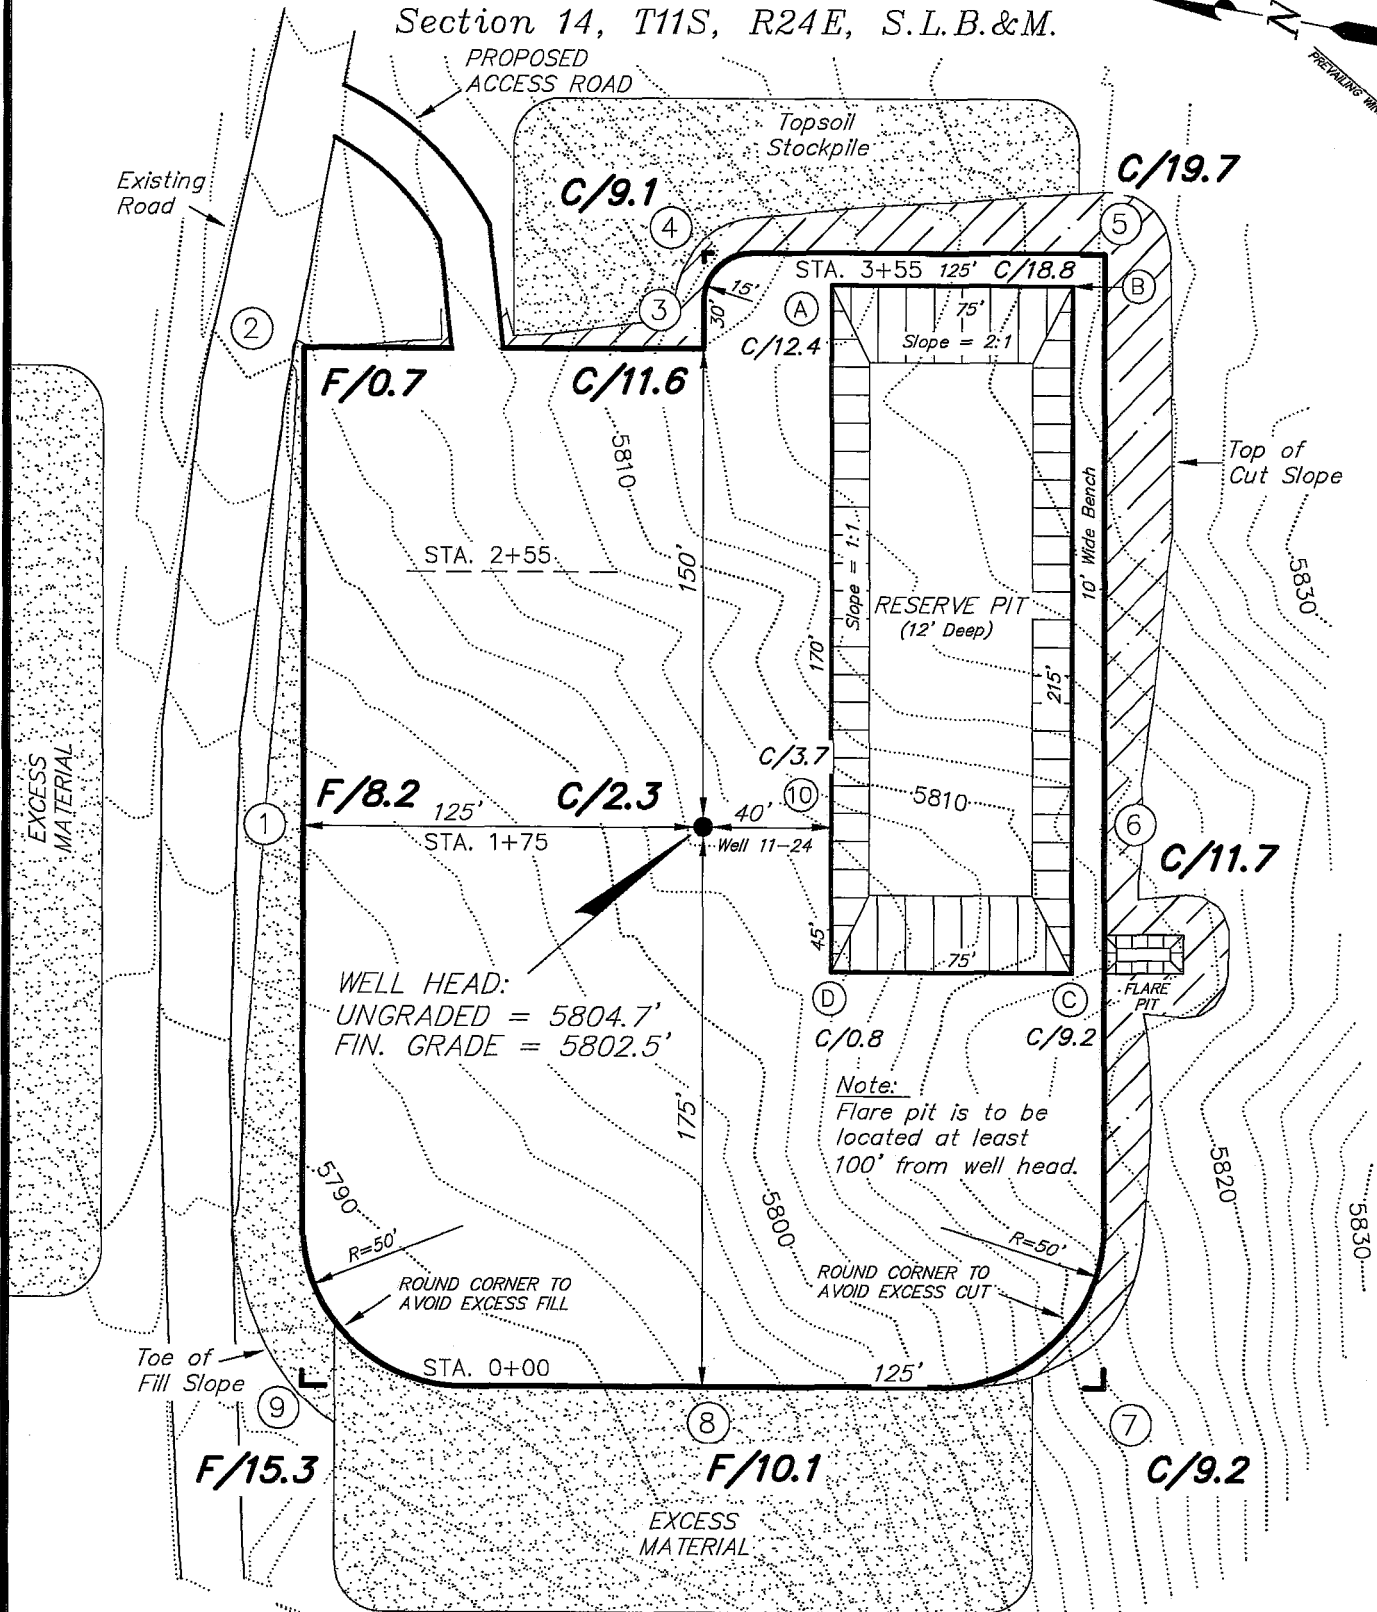 Section 14, T11S, R24E, S.L.B.&M.
N
PROPOSED
ACCESS ROAD
Topsoil
Stockpile
Existing
Road
C/9.1
4
C/19.7
5
STA. 3+55 125' C/18.8
B
15'
30'
3
A
75'
2
C/12.4
Slope = 2:1
F/0.7
C/11.6
5810
Top of
Cut Slope
10' Wide Bench
STA. 2+55
150'
Slope = 1:1
5830
RESERVE PIT
(12' Deep)
170'
215'
EXCESS
MATERIAL
C/3.7
F/8.2
125'
C/2.3
10
5810
1
40'
6
STA. 1+75
Well 11-24
C/11.7
45'
75'
WELL HEAD:
UNGRADED = 5804.7'
FIN. GRADE = 5802.5'
D
C
FLARE
PIT
C/0.8
C/9.2
Note:
Flare pit is to be
located at least
100' from well head.
175'
5790
5800
5820
5830
R=50'
R=50'
ROUND CORNER TO
AVOID EXCESS FILL
ROUND CORNER TO
AVOID EXCESS CUT
Toe of
Fill Slope
STA. 0+00
125'
9
8
7
F/15.3
F/10.1
C/9.2
EXCESS
MATERIAL